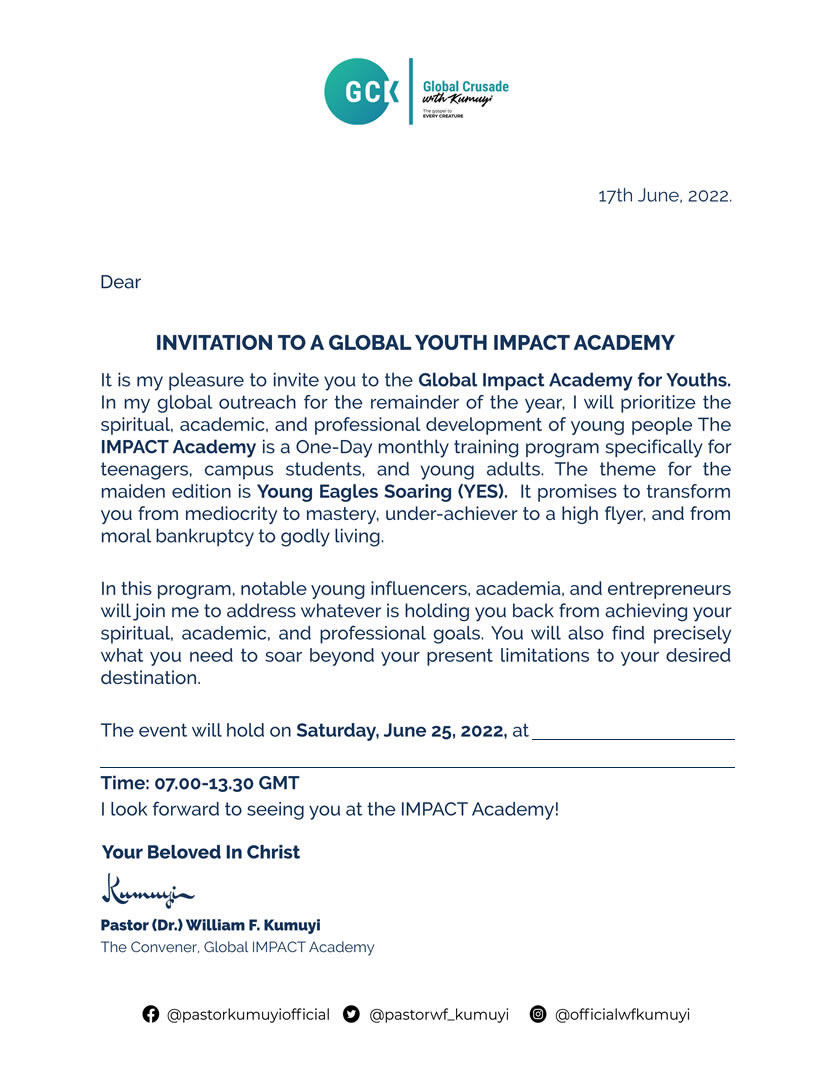 GCK
Global Crusade
with Kumuyi
The gospel to
EVERY CREATURE
17th June, 2022.
Dear
INVITATION TO A GLOBAL YOUTH IMPACT ACADEMY
It is my pleasure to invite you to the Global Impact Academy for Youths.
In my global outreach for the remainder of the year, I will prioritize the
spiritual, academic, and professional development of young people The
IMPACT Academy is a One-Day monthly training program specifically for
teenagers, campus students, and young adults. The theme for the
maiden edition is Young Eagles Soaring (YES). It promises to transform
you from mediocrity to mastery, under-achiever to a high flyer, and from
moral bankruptcy to godly living.
In this program, notable young influencers, academia, and entrepreneurs
will join me to address whatever is holding you back from achieving your
spiritual, academic, and professional goals. You will also find precisely
what you need to soar beyond your present limitations to your desired
destination.
The event will hold on Saturday, June 25, 2022, at
Time: 07.00-13.30 GMT
I look forward to seeing you at the IMPACT Academy!
Your Beloved In Christ
Kumuyi
Pastor (Dr.) William F. Kumuyi
The Convener, Global IMPACT Academy
@pastorkumuyiofficial @pastorwf_kumuyi @officialwfkumuyi